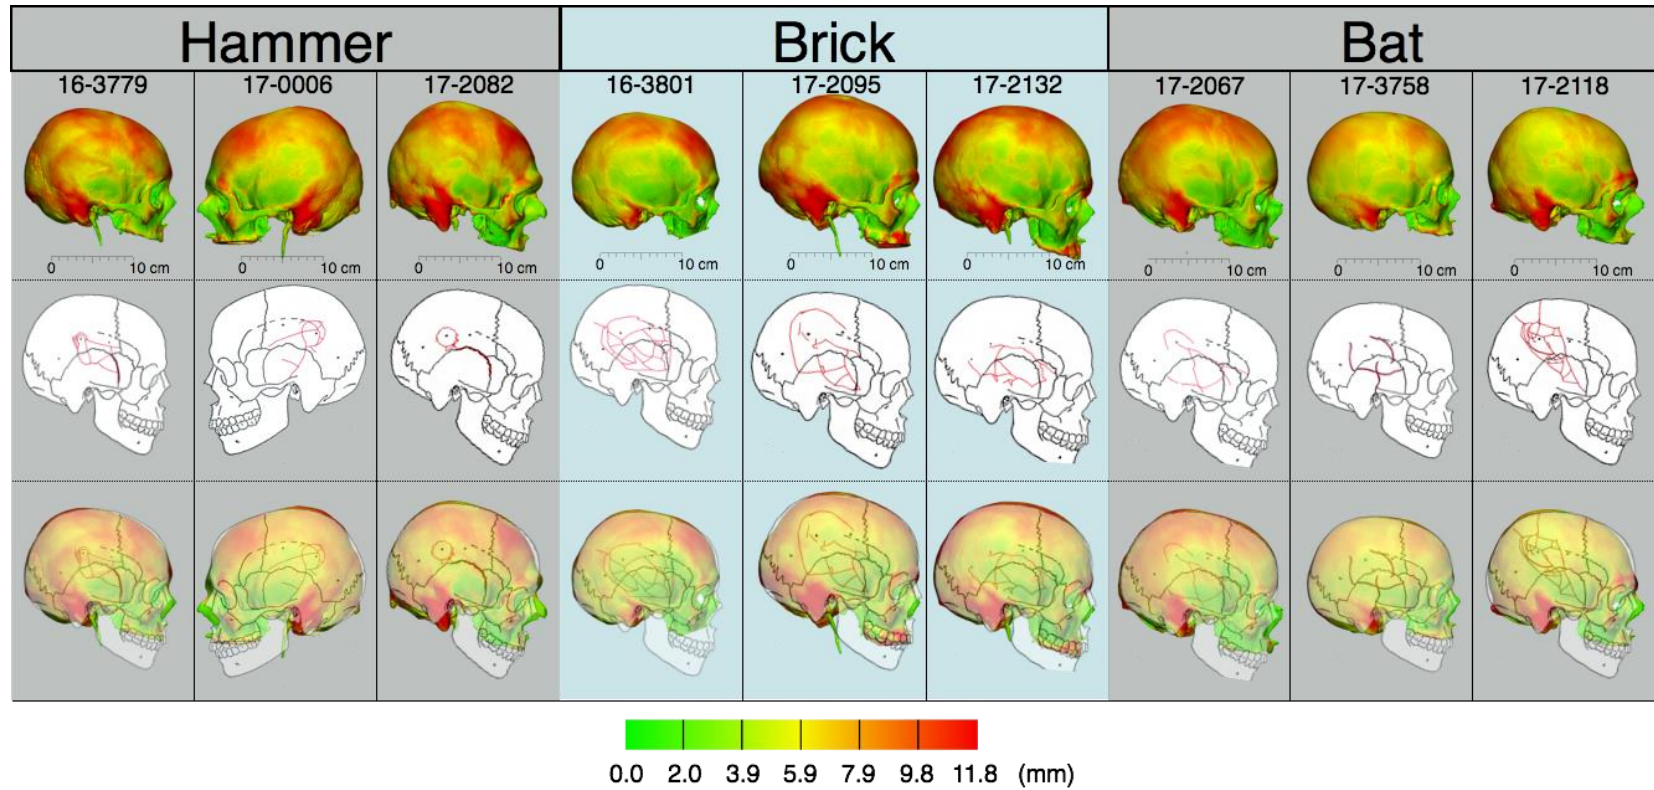 Hammer Brick Bat
16-3779 17-0006 17-2082 16-3801 17-2095 17-2132 17-2067 17-3758 17-2118
0 10 cm 0 10 cm 0 10 cm 0 10 cm 0 10 cm 0 10 cm 0 10 cm 0 10 cm 0 10 cm
0.0 2.0 3.9 5.9 7.9 9.8 11.8 (mm)